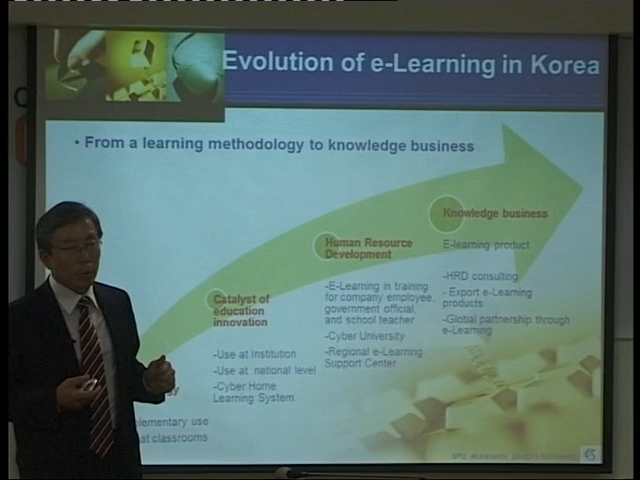 Evolution of e-Learning in Korea
• From a learning methodology to knowledge business
Knowledge business
E-learning product
-HRD consulting
- Export e-Learning
products
-Global partnership through
e-Learning
Human Resource
Development
-E-Learning in training
for company employee,
government official,
and school teacher
-Cyber University
-Regional e-Learning
Support Center
Catalyst of
education
innovation
-Use at Institution
-Use at national level
-Cyber Home
Learning System
lementary use
at classrooms